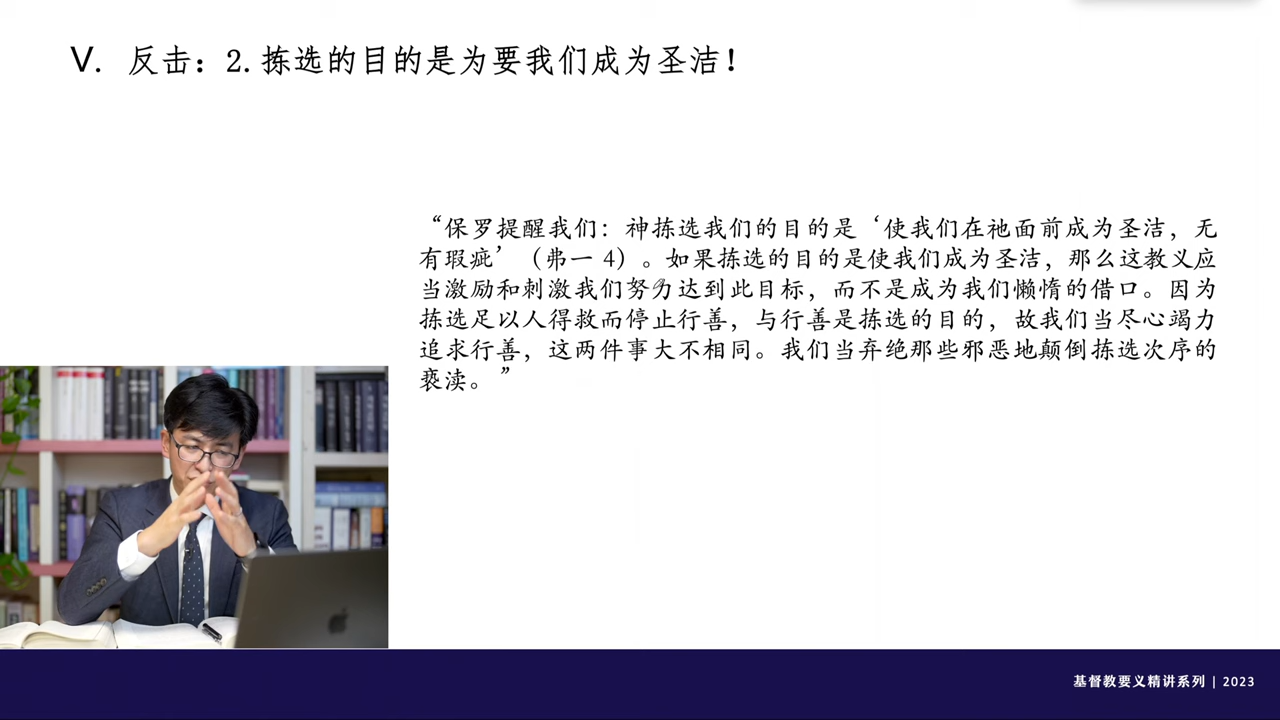 V. 反击：2.拣选的目的是为要我们成为圣洁！
“保罗提醒我们：神拣选我们的目的是‘使我们在祂面前成为圣洁，无
有瑕疵’（弗一 4）。如果拣选的目的是使我们成为圣洁，那么这教义应
当激励和刺激我们努力达到此目标，而不是成为我们懒惰的借口。因为
拣选足以人得救而停止行善，与行善是拣选的目的，故我们当尽心竭力
追求行善，这两件事大不相同。我们当弃绝那些邪恶地颠倒拣选次序的
亵渎。”
基督教要义精讲系列 | 2023